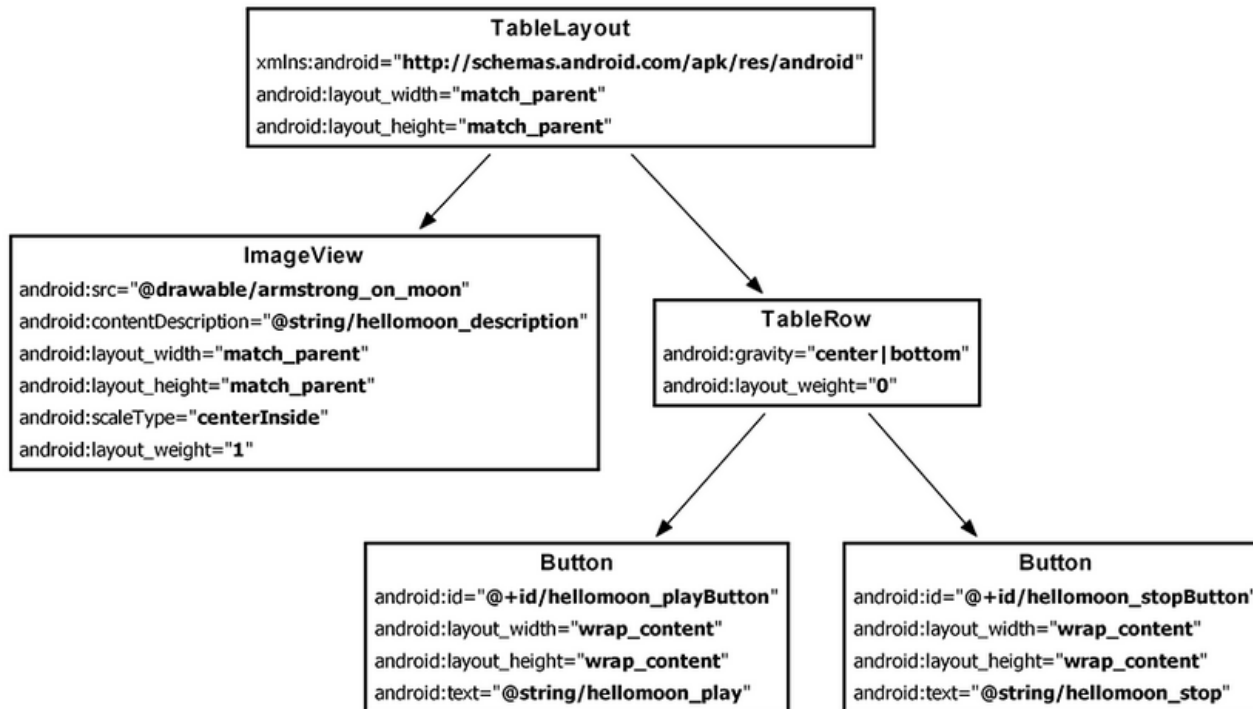 TableLayout
xmlns:android="http://schemas.android.com/apk/res/android"
android:layout_width="match_parent"
android:layout_height="match_parent"
ImageView
android:src="@drawable/armstrong_on_moon"
android:contentDescription="@string/hellomoon_description"
android:layout_width="match_parent"
android:layout_height="match_parent"
android:scaleType="centerInside"
android:layout_weight="1"
TableRow
android:gravity="center|bottom"
android:layout_weight="0"
Button
android:id="@+id/hellomoon_playButton"
android:layout_width="wrap_content"
android:layout_height="wrap_content"
android:text="@string/hellomoon_play"
Button
android:id="@+id/hellomoon_stopButton"
android:layout_width="wrap_content"
android:layout_height="wrap_content"
android:text="@string/hellomoon_stop"